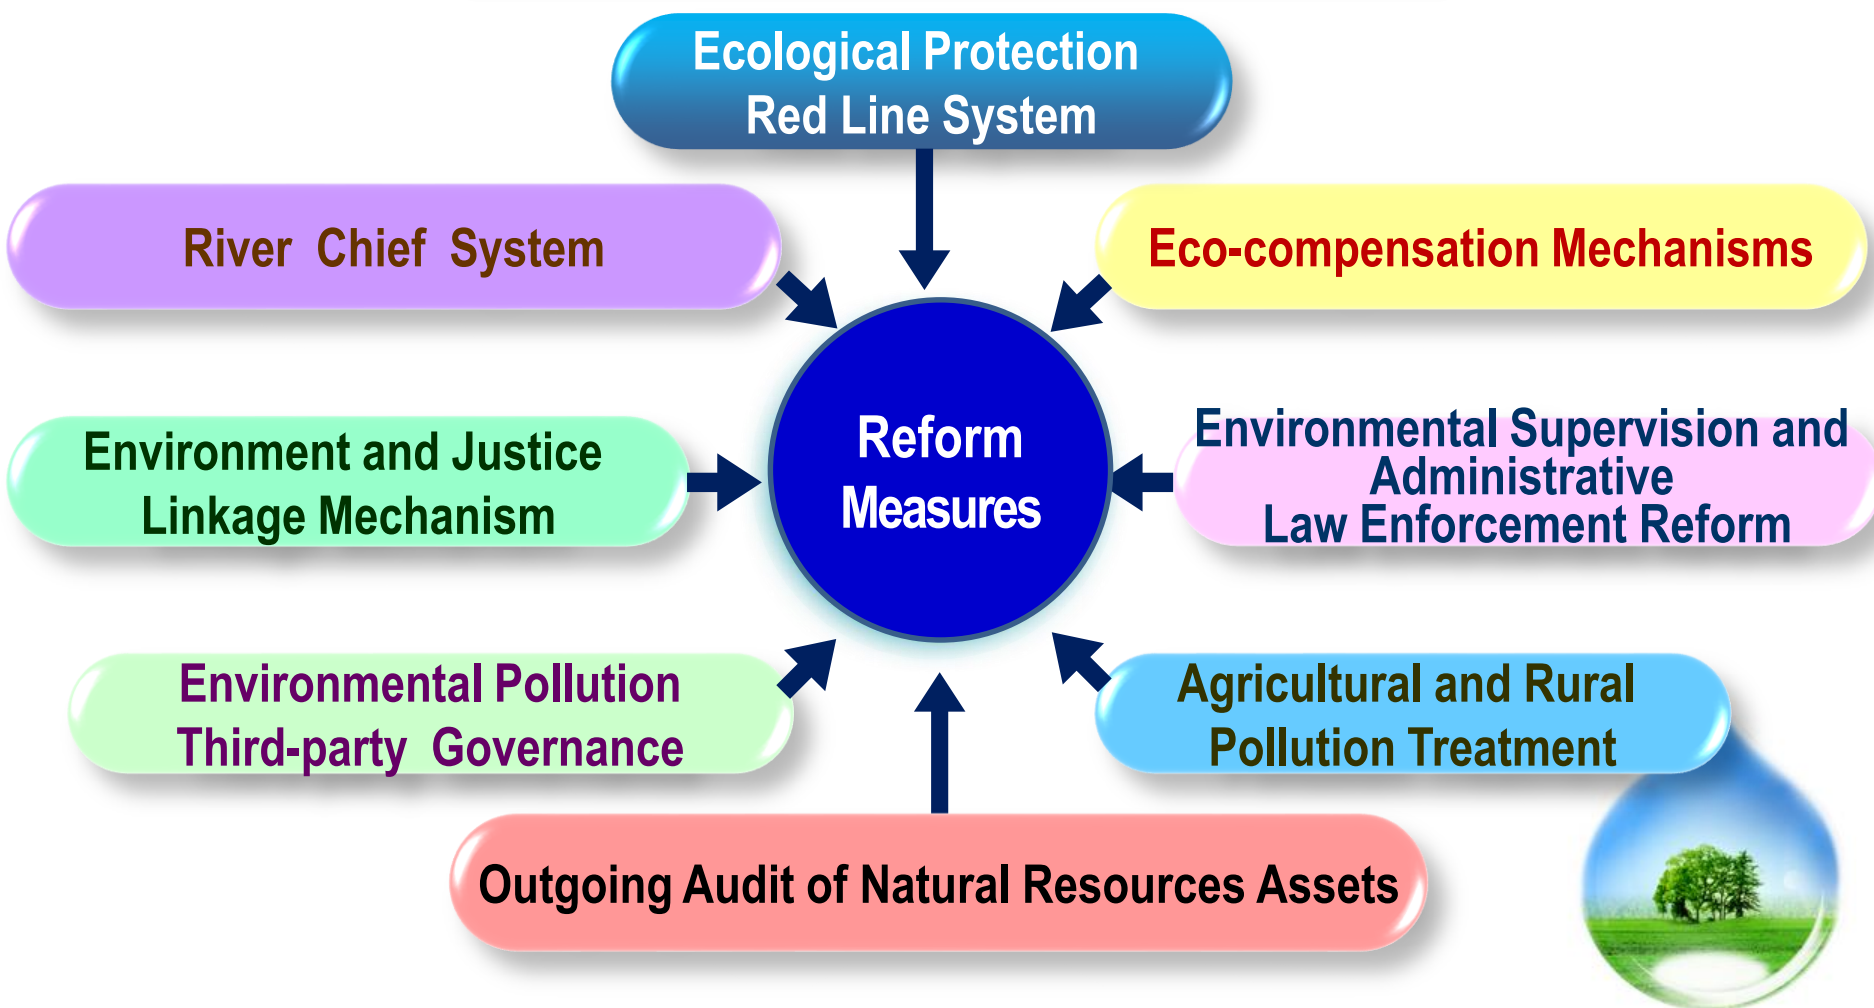 Ecological Protection
Red Line System
River Chief System
Eco-compensation Mechanisms
Reform
Measures
Environment and Justice
Linkage Mechanism
Environmental Supervision and
Administrative
Law Enforcement Reform
Environmental Pollution
Third-party Governance
Agricultural and Rural
Pollution Treatment
Outgoing Audit of Natural Resources Assets